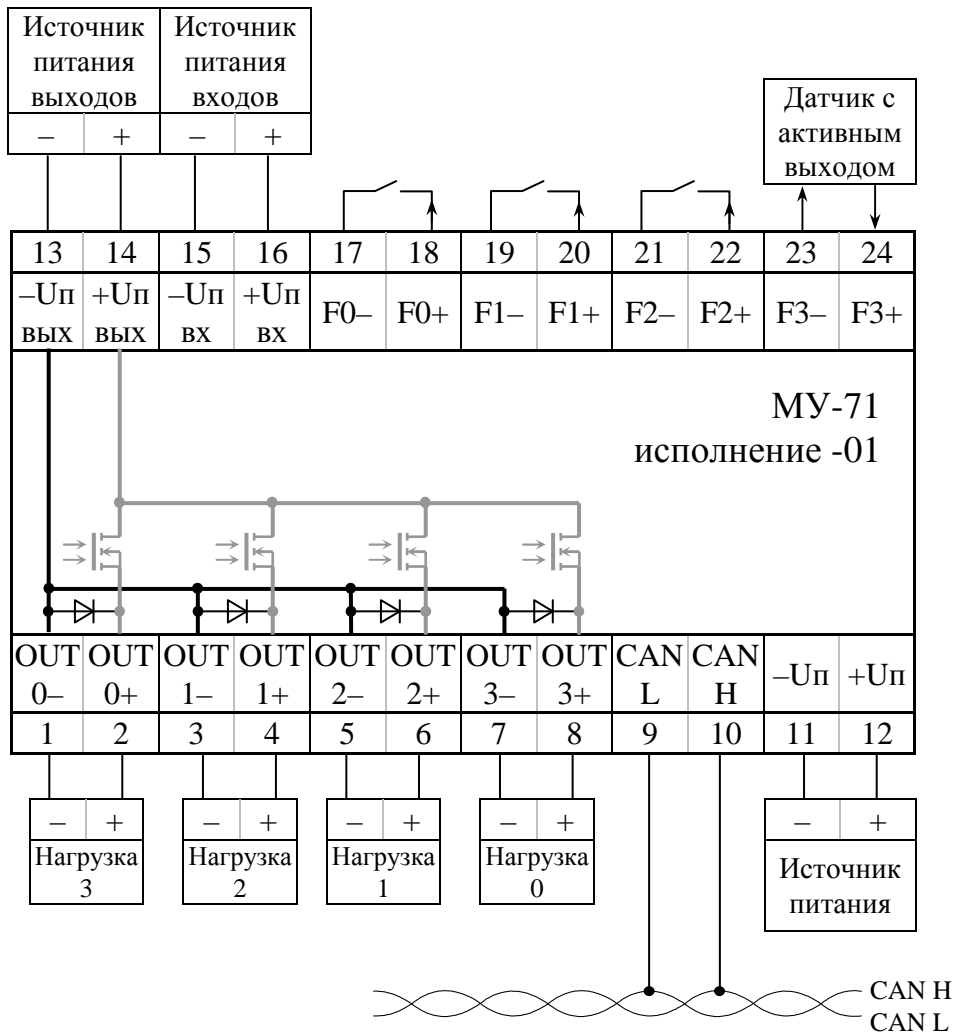 Источник питания выходов
Источник питания входов
Датчик с активным выходом
– + – +
13 14 15 16 17 18 19 20 21 22 23 24
–Uп вых +Uп вых –Uп вх +Uп вх F0– F0+ F1– F1+ F2– F2+ F3– F3+
МУ-71
исполнение -01
OUT 0– OUT 0+ OUT 1– OUT 1+ OUT 2– OUT 2+ OUT 3– OUT 3+ CAN L CAN H –Uп +Uп
1 2 3 4 5 6 7 8 9 10 11 12
– + – + – + – + – +
Нагрузка 3
Нагрузка 2
Нагрузка 1
Нагрузка 0
Источник питания
CAN H
CAN L